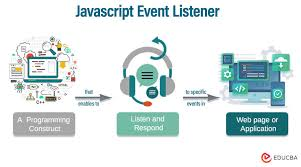 Javascript Event Listener
that
enables to
to specific
events in
A Programming
Construct
Listen and
Respond
Web page or
Application
EDUCBA